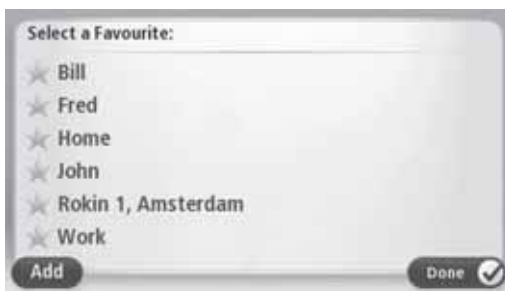 Select a Favourite:
Bill
Fred
Home
John
Rokin 1, Amsterdam
Work
Add
Done